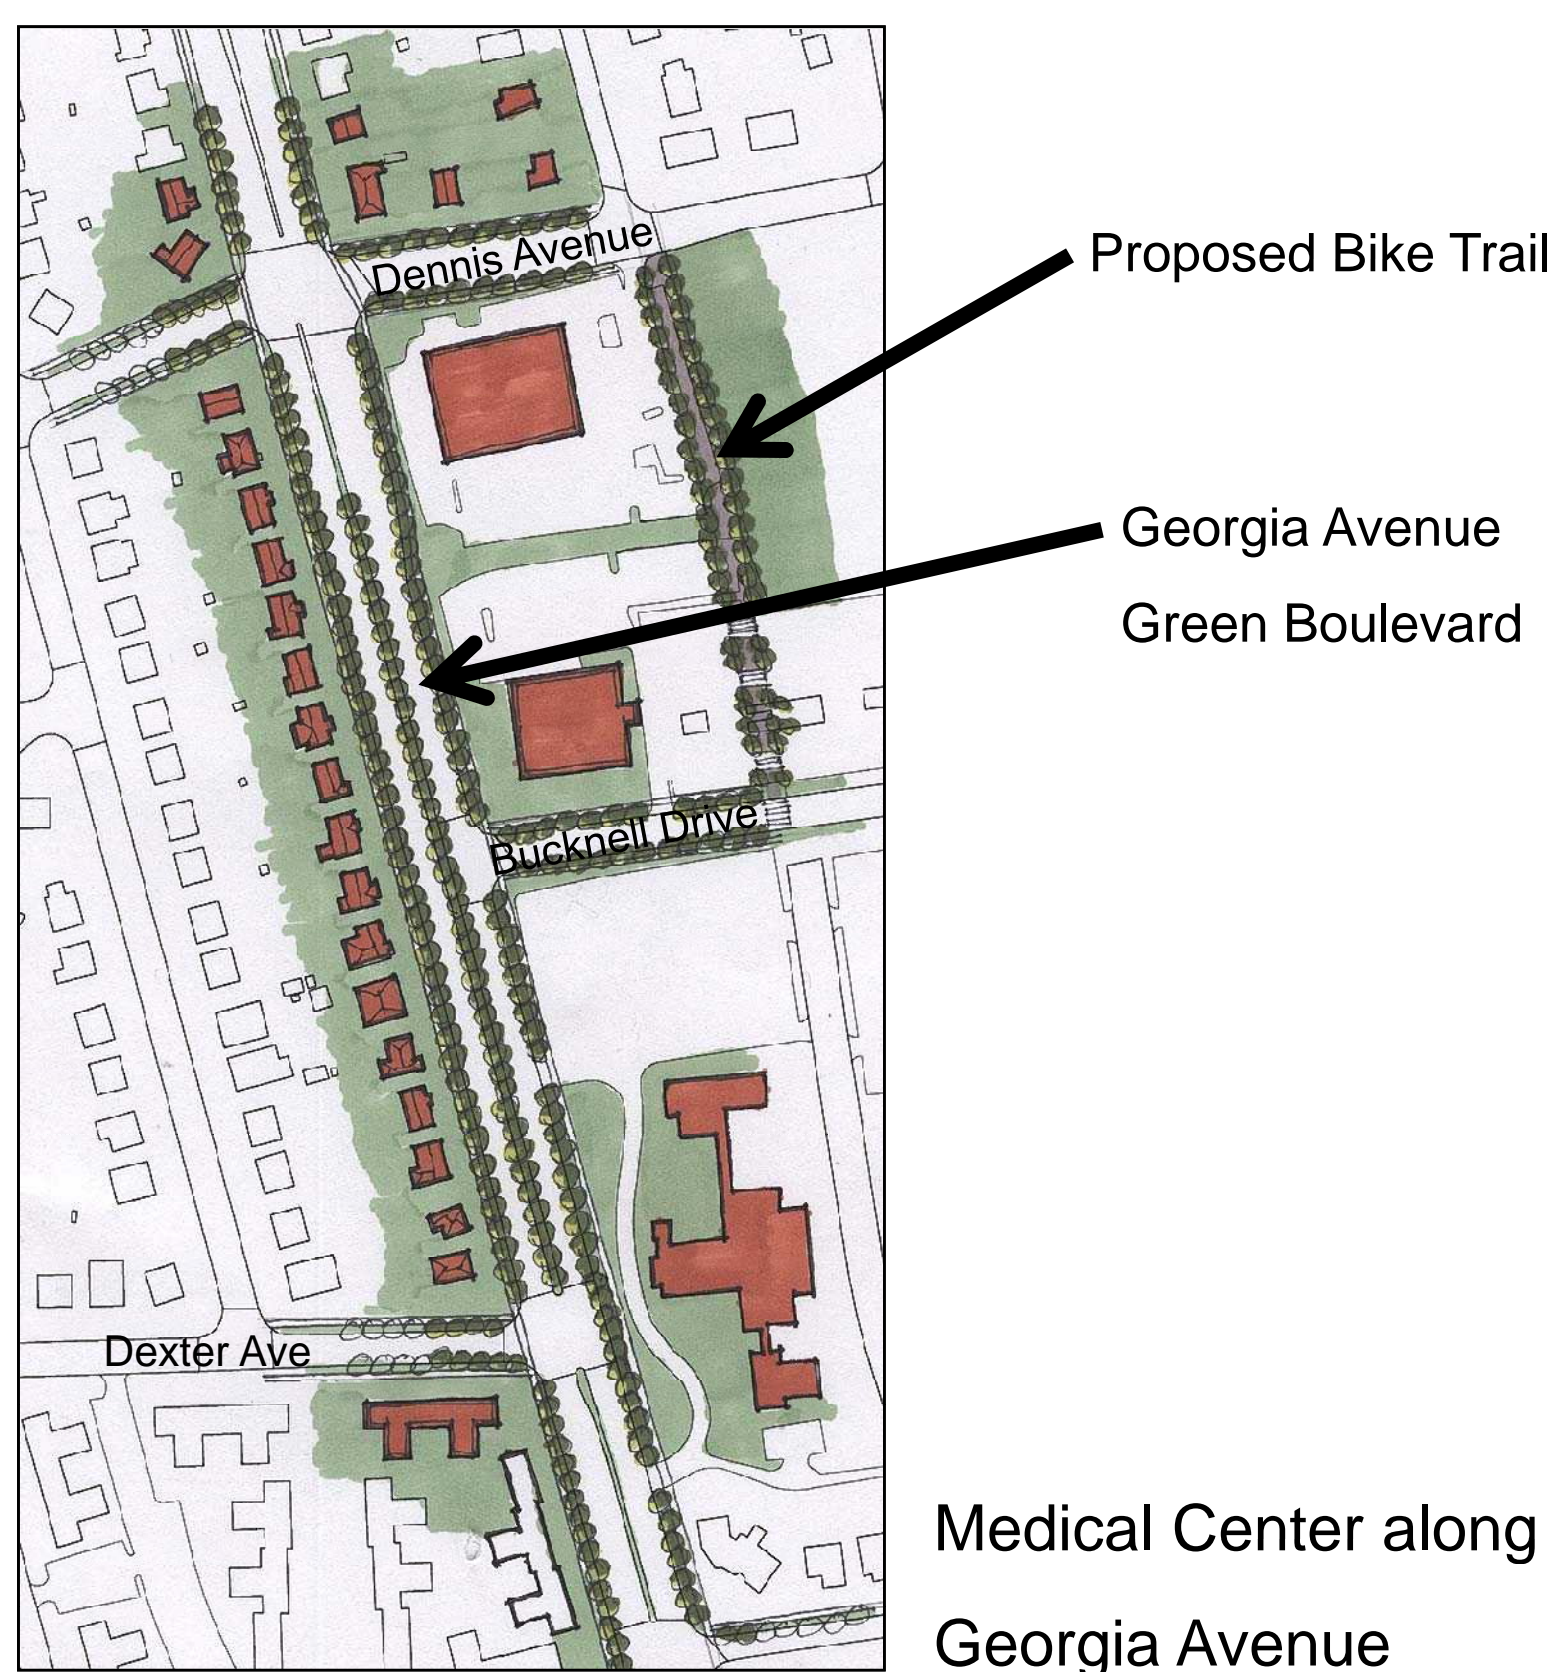 Dennis Avenue
Proposed Bike Trail
Georgia Avenue
Green Boulevard
Bucknell Drive
Dexter Ave
Medical Center along
Georgia Avenue